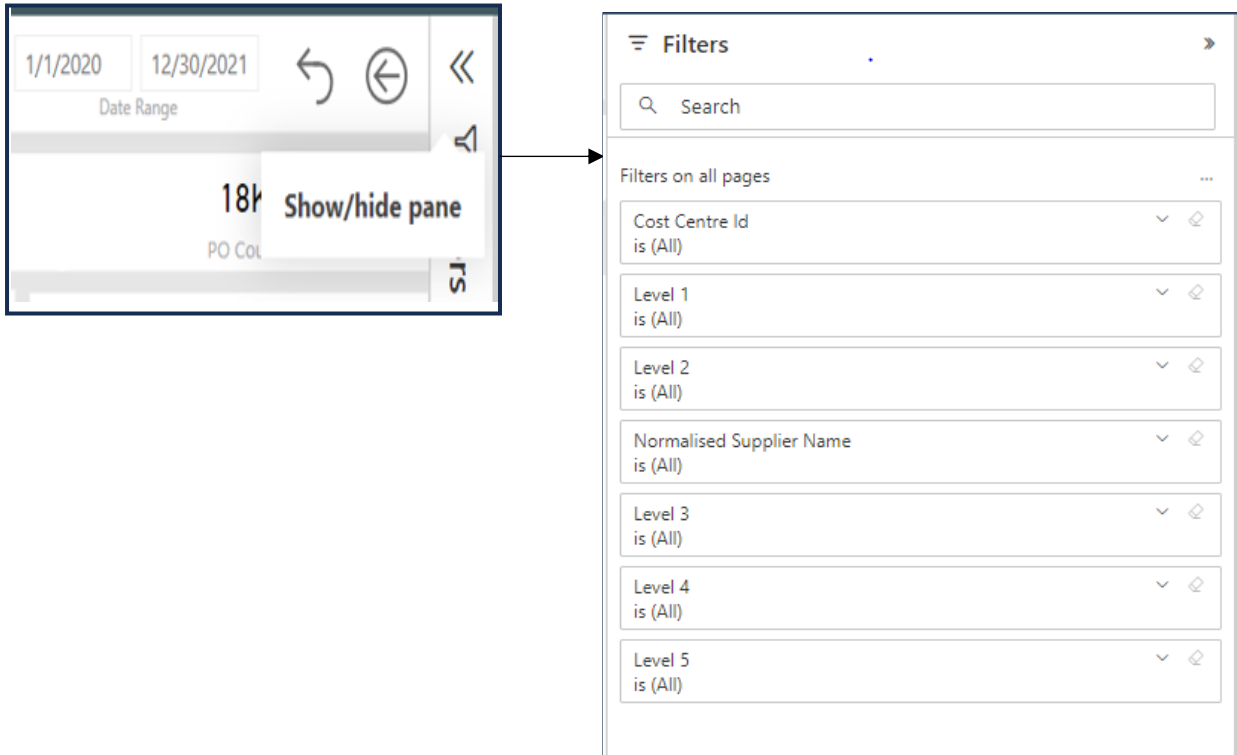 1/1/2020 12/30/2021
Date Range
18K
Show/hide pane
PO Cou
rs
Filters
Search
Filters on all pages
Cost Centre Id
is (All)
Level 1
is (All)
Level 2
is (All)
Normalised Supplier Name
is (All)
Level 3
is (All)
Level 4
is (All)
Level 5
is (All)